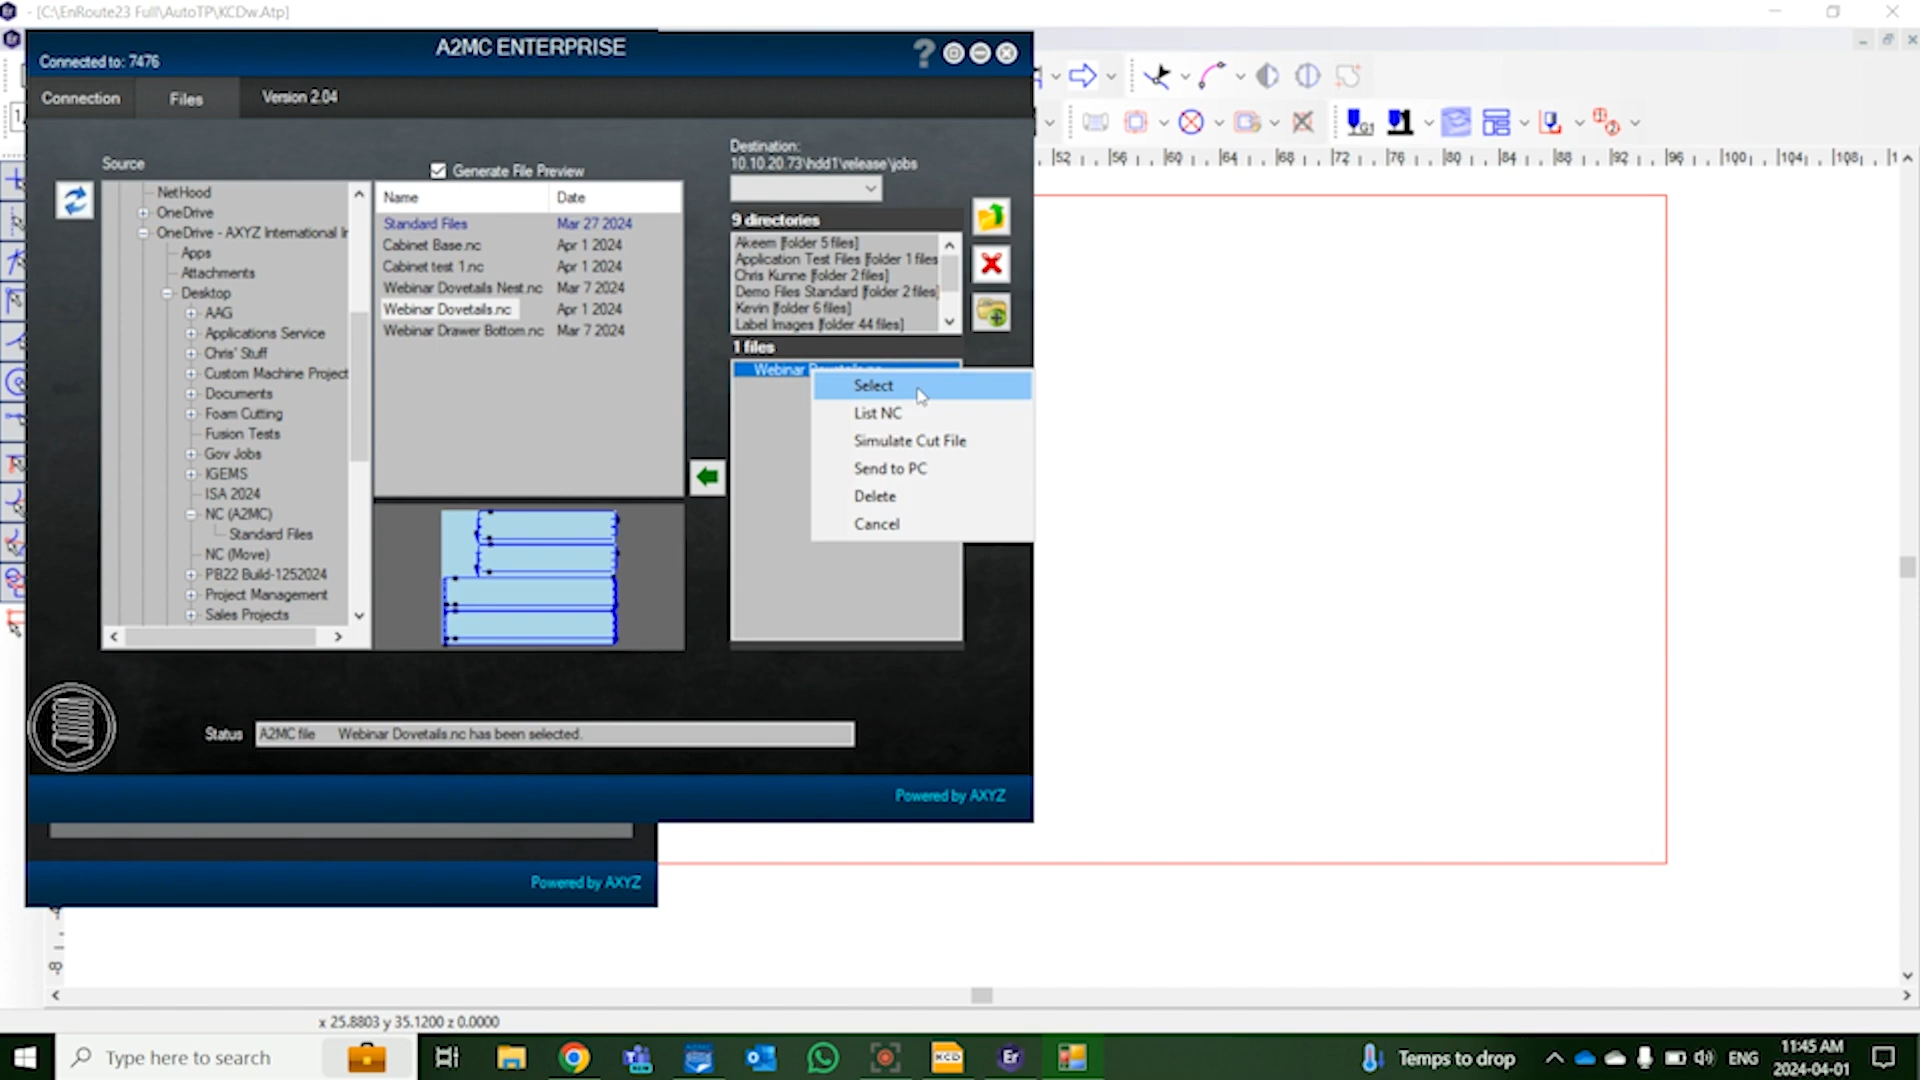 - [C:\EnRoute23 Full\AutoTP\KCDw.Atp]
A2MC ENTERPRISE
Connected to: 7476
Connection
Files
Version 2.04
52 56 60 64 68 72 76 80 84 88 92 96 100 104 108
Source
Generate File Preview
Destination:
10.10.20.73\hdd1\release\jobs
NetHood
OneDrive
OneDrive - AXYZ International
Apps
Attachments
Desktop
AAG
Applications Service
Chris' Stuff
Custom Machine Project
Documents
Foam Cutting
Fusion Tests
Gov Jobs
IGEMS
ISA 2024
NC (A2MC)
Standard Files
NC (Move)
PB22 Build-1252024
Project Management
Sales Projects
Name Date
Standard Files Mar 27 2024
Cabinet Base.nc Apr 1 2024
Cabinet test 1.nc Apr 1 2024
Webinar Dovetails Nest.nc Mar 7 2024
Webinar Dovetails.nc Apr 1 2024
Webinar Drawer Bottom.nc Mar 7 2024
9 directories
Akeem [folder 5 files]
Application Test Files [folder 1 files
Chris Kunne [folder 2 files]
Demo Files Standard [folder 2 files]
Kevin [folder 6 files]
Label Images [folder 44 files]
1 files
Webinar
Select
List NC
Simulate Cut File
Send to PC
Delete
Cancel
Status A2MC file Webinar Dovetails.nc has been selected.
Powered by AXYZ
Powered by AXYZ
x 25.8803 y 35.1200 z 0.0000
Type here to search
KCD
Er
Temps to drop
ENG
11:45 AM
2024-04-01